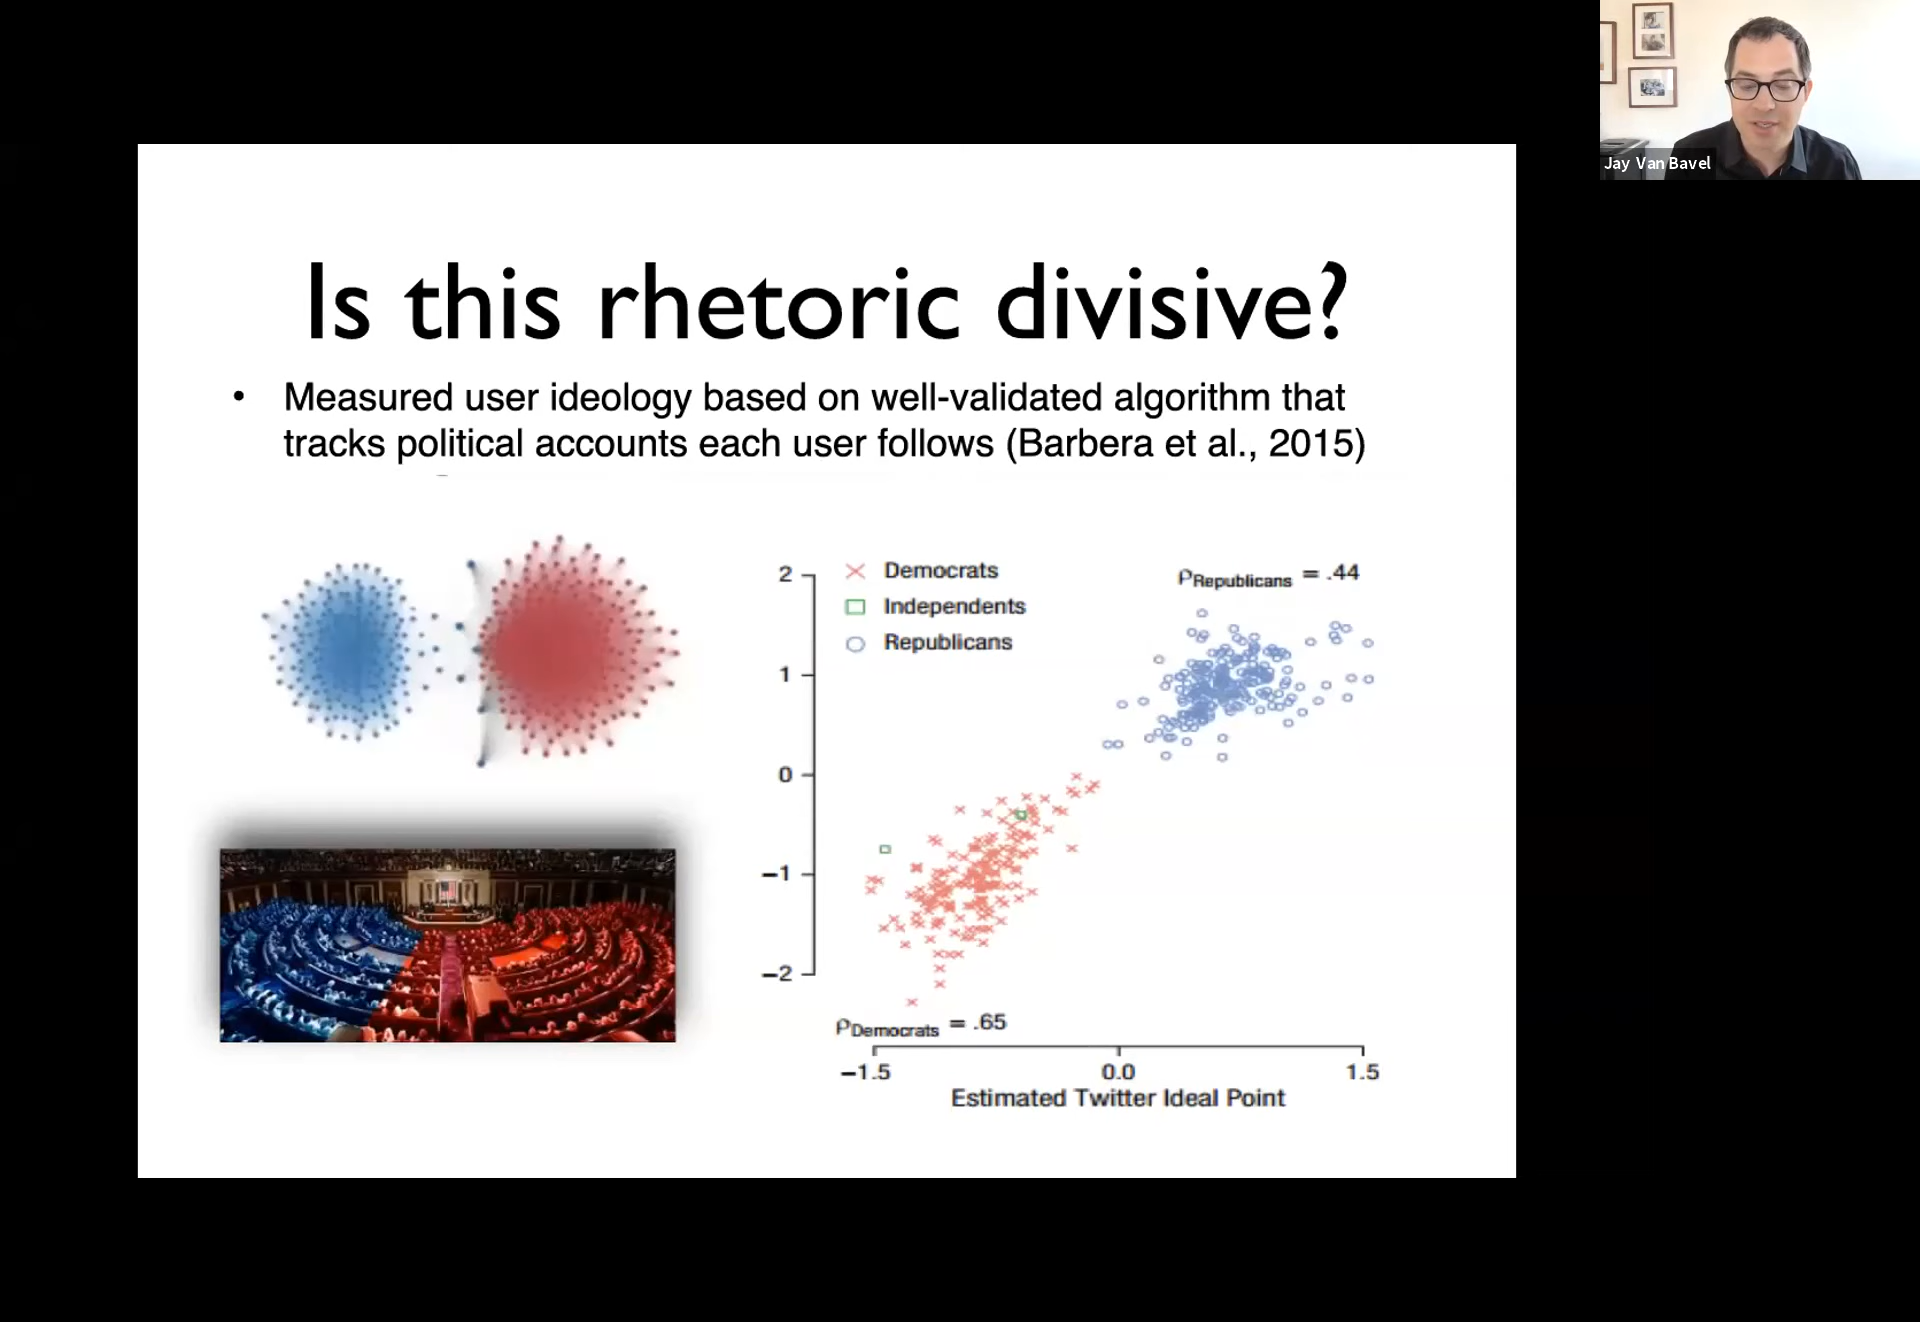 Jay Van Bavel
Is this rhetoric divisive?
• Measured user ideology based on well-validated algorithm that
tracks political accounts each user follows (Barbera et al., 2015)
Democrats
Independents
Republicans
ρRepublicans = .44
2
1
0
−1
−2
ρDemocrats = .65
−1.5 0.0 1.5
Estimated Twitter Ideal Point